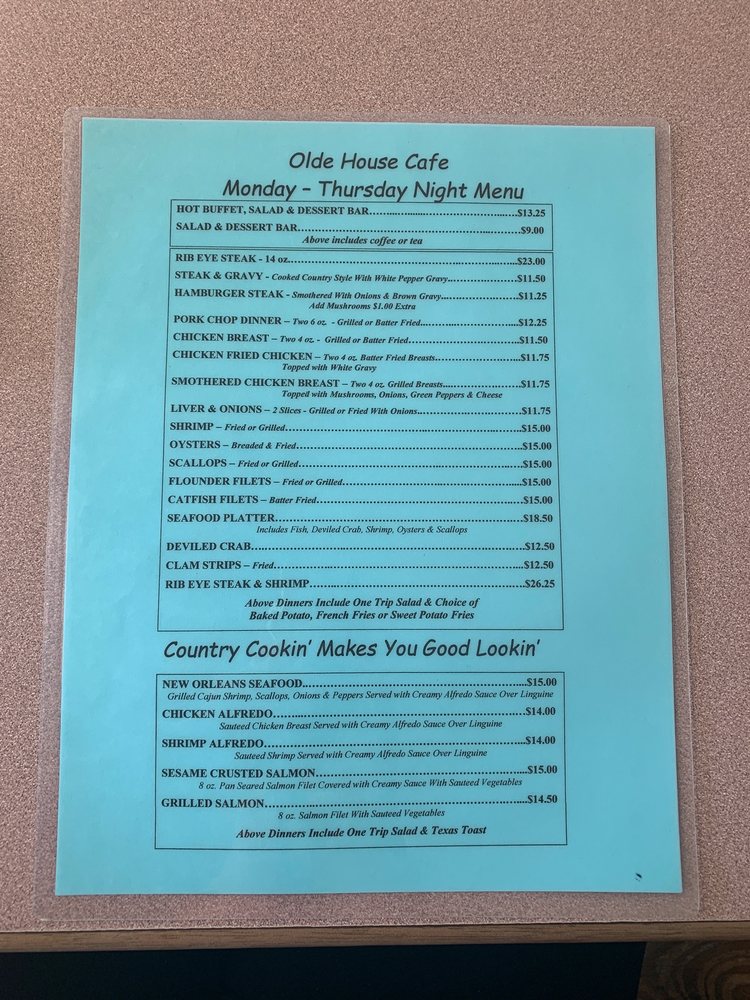 Olde House Cafe
Monday – Thursday Night Menu
HOT BUFFET, SALAD & DESSERT BAR........................................$13.25
SALAD & DESSERT BAR........................................$9.00
Above includes coffee or tea
RIB EYE STEAK - 14 oz........................................$23.00
STEAK & GRAVY - Cooked Country Style With White Pepper Gravy....................$11.50
HAMBURGER STEAK - Smothered With Onions & Brown Gravy....................$11.25
Add Mushrooms $1.00 Extra
PORK CHOP DINNER – Two 6 oz. - Grilled or Batter Fried....................$12.25
CHICKEN BREAST – Two 4 oz. - Grilled or Batter Fried....................$11.50
CHICKEN FRIED CHICKEN – Two 4 oz. Batter Fried Breasts....................$11.75
Topped with White Gravy
SMOTHERED CHICKEN BREAST – Two 4 oz. Grilled Breasts....................$11.75
Topped with Mushrooms, Onions, Green Peppers & Cheese
LIVER & ONIONS – 2 Slices - Grilled or Fried With Onions....................$11.75
SHRIMP – Fried or Grilled........................................$15.00
OYSTERS – Breaded & Fried........................................$15.00
SCALLOPS – Fried or Grilled........................................$15.00
FLOUNDER FILETS – Fried or Grilled........................................$15.00
CATFISH FILETS – Batter Fried........................................$15.00
SEAFOOD PLATTER........................................$18.50
Includes Fish, Deviled Crab, Shrimp, Oysters & Scallops
DEVILED CRAB........................................$12.50
CLAM STRIPS – Fried........................................$12.50
RIB EYE STEAK & SHRIMP........................................$26.25
Above Dinners Include One Trip Salad & Choice of
Baked Potato, French Fries or Sweet Potato Fries
Country Cookin' Makes You Good Lookin'
NEW ORLEANS SEAFOOD........................................$15.00
Grilled Cajun Shrimp, Scallops, Onions & Peppers Served with Creamy Alfredo Sauce Over Linguine
CHICKEN ALFREDO........................................$14.00
Sauteed Chicken Breast Served with Creamy Alfredo Sauce Over Linguine
SHRIMP ALFREDO........................................$14.00
Sauteed Shrimp Served with Creamy Alfredo Sauce Over Linguine
SESAME CRUSTED SALMON........................................$15.00
8 oz. Pan Seared Salmon Filet Covered with Creamy Sauce With Sauteed Vegetables
GRILLED SALMON........................................$14.50
8 oz. Salmon Filet With Sauteed Vegetables
Above Dinners Include One Trip Salad & Texas Toast